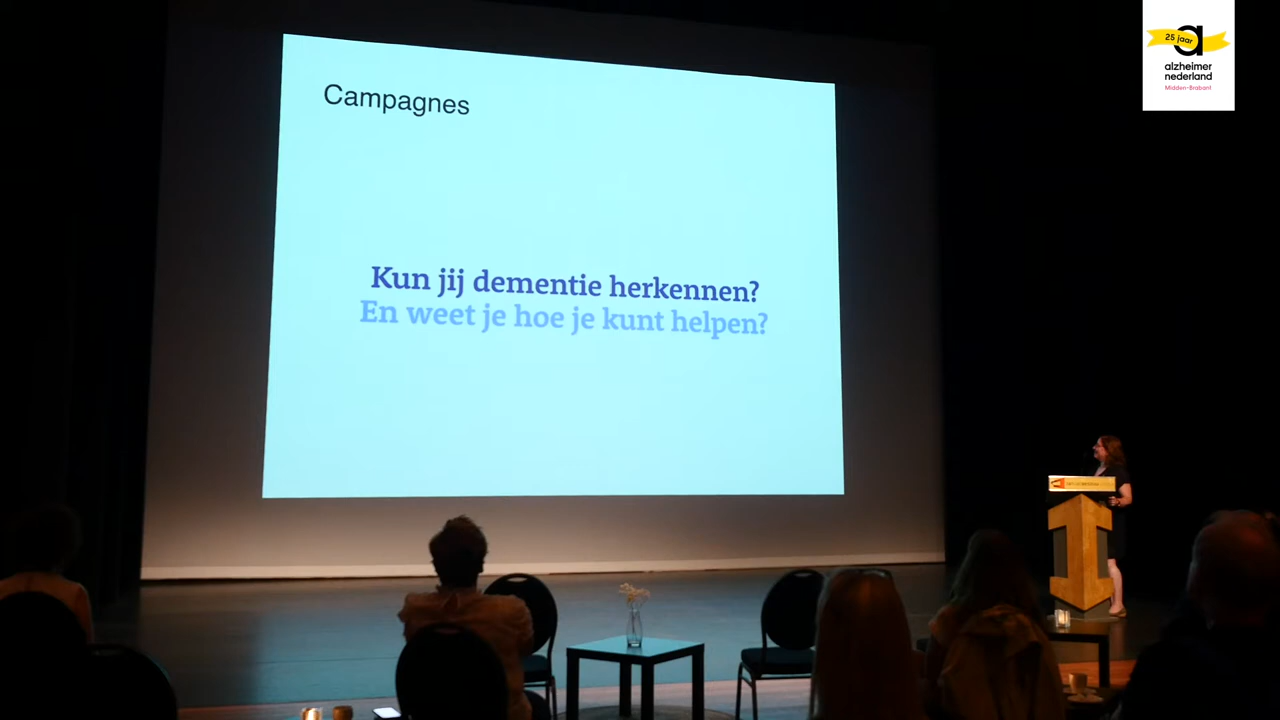 Campagnes
Kun jij dementie herkennen?
En weet je hoe je kunt helpen?
25 jaar
alzheimer
nederland
Midden-Brabant